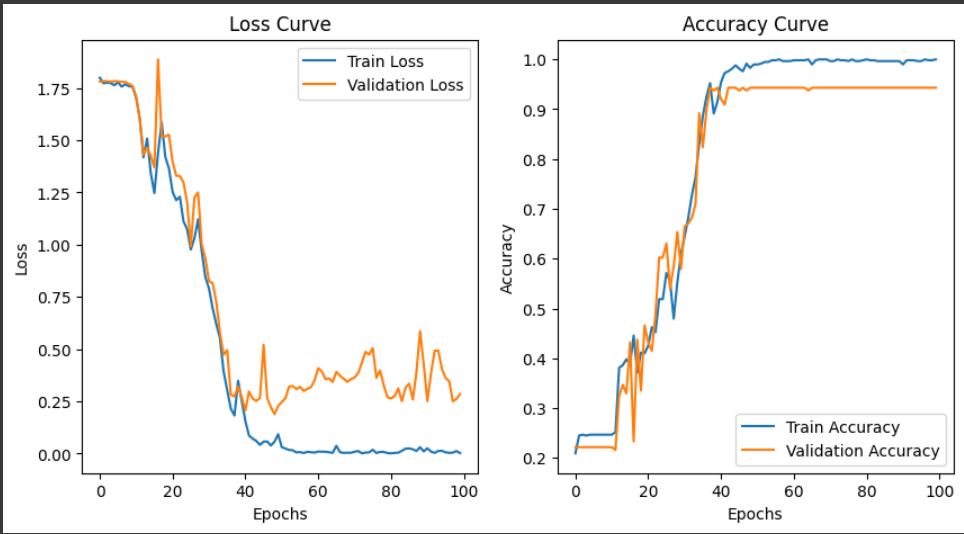 Loss Curve
Train Loss
Validation Loss
1.75
1.50
1.25
1.00
0.75
0.50
0.25
0.00
Loss
0 20 40 60 80 100
Epochs
Accuracy Curve
1.0
0.9
0.8
0.7
0.6
0.5
0.4
0.3
0.2
Accuracy
Train Accuracy
Validation Accuracy
0 20 40 60 80 100
Epochs